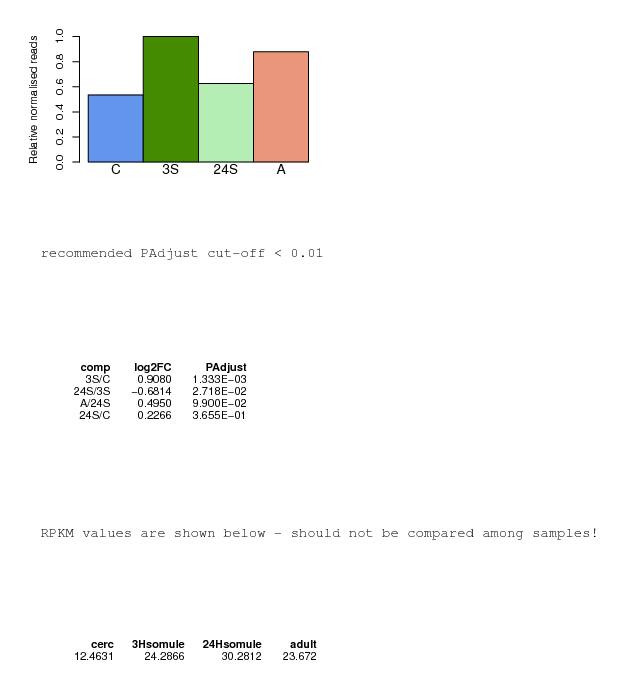 Relative normalised reads
1.0
0.8
0.6
0.4
0.2
0.0
C 3S 24S A
recommended PAdjust cut-off < 0.01
comp log2FC PAdjust
3S/C 0.9080 1.333E−03
24S/3S −0.6814 2.718E−02
A/24S 0.4950 9.900E−02
24S/C 0.2266 3.655E−01
RPKM values are shown below - should not be compared among samples!
cerc 3Hsomule 24Hsomule adult
12.4631 24.2866 30.2812 23.672